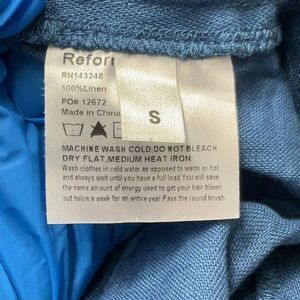 Refor
RN143248
100%Linen
PO# 12672
Made in China
S
MACHINE WASH COLD,DO NOT BLEACH
DRY FLAT,MEDIUM HEAT IRON
Wash clothes in cold water as opposed to warm or hot
and always wait until you have a full load You will save
the same amount of energy used to get your hair blown
out twice a week for an entire year Pass the round brush.